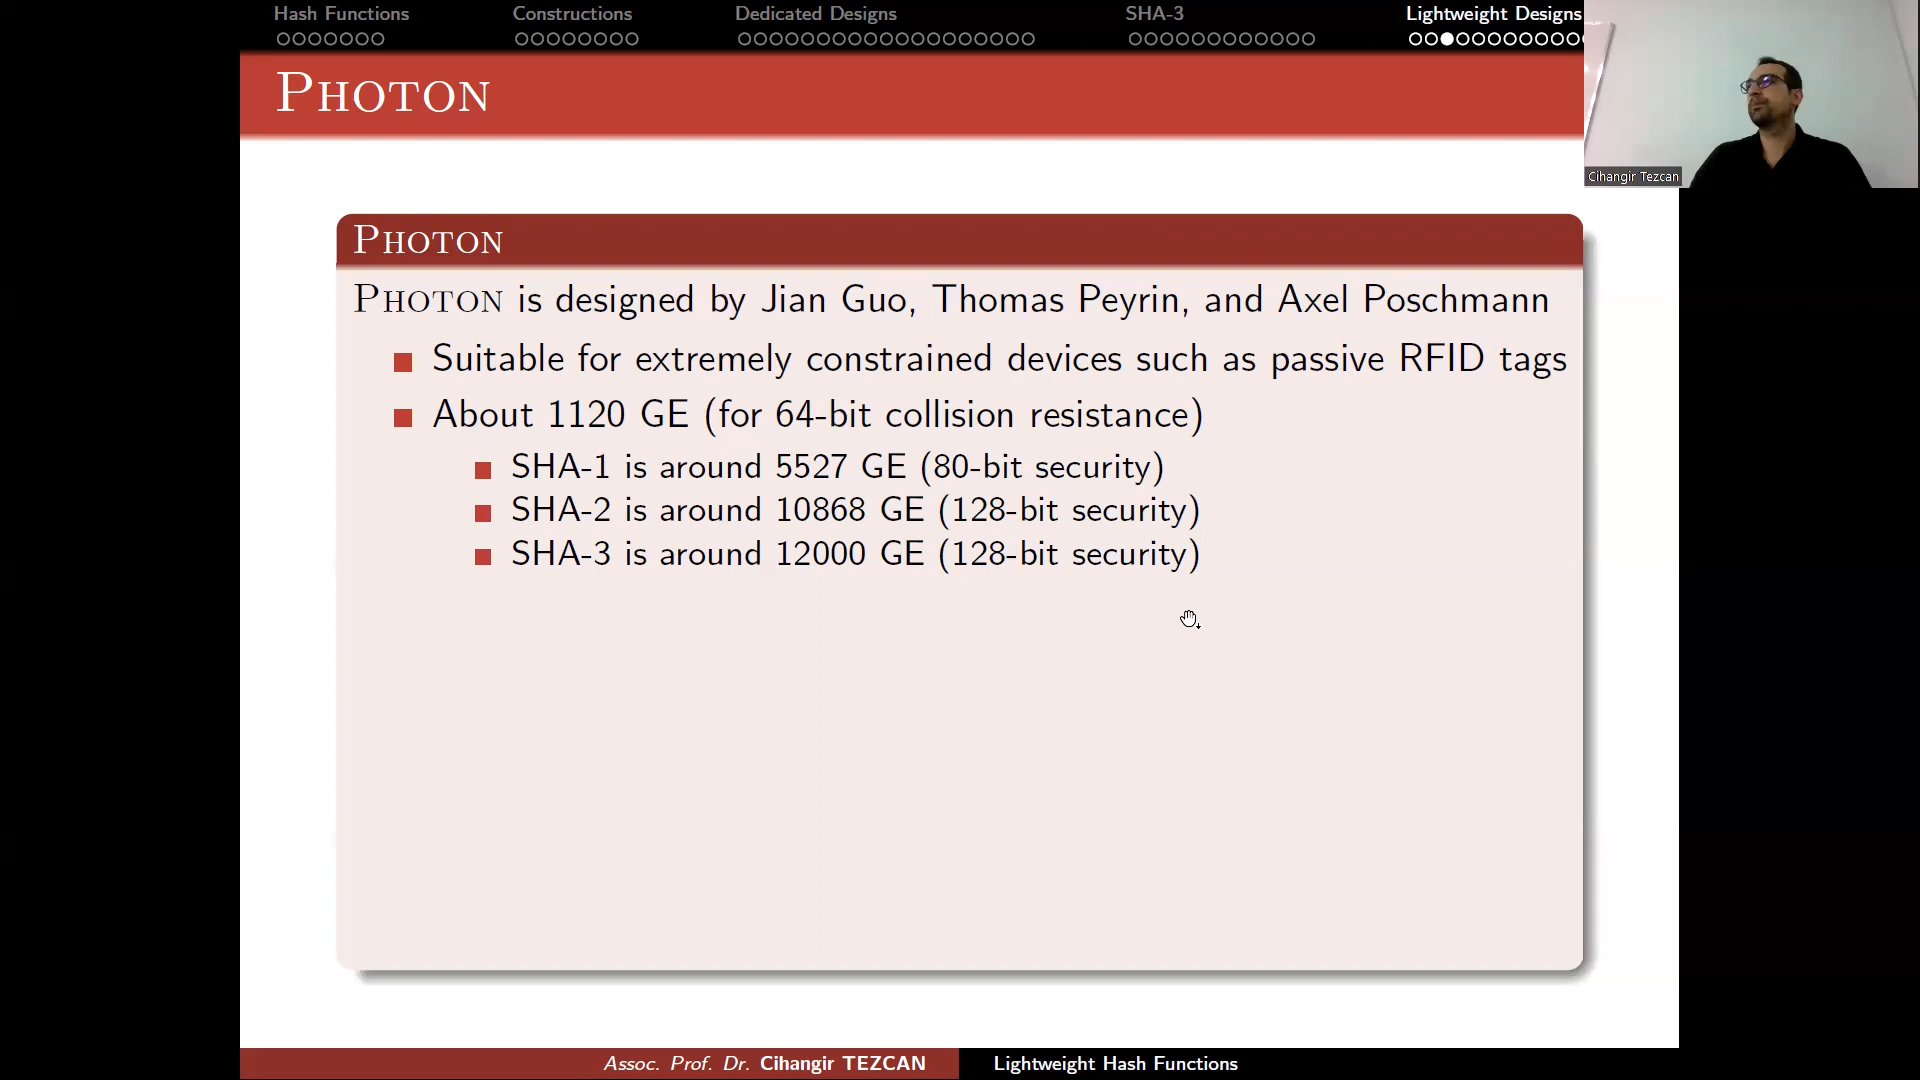 Hash Functions
Constructions
Dedicated Designs
SHA-3
Lightweight Designs
PHOTON
Cihangir Tezcan
PHOTON
PHOTON is designed by Jian Guo, Thomas Peyrin, and Axel Poschmann
Suitable for extremely constrained devices such as passive RFID tags
About 1120 GE (for 64-bit collision resistance)
SHA-1 is around 5527 GE (80-bit security)
SHA-2 is around 10868 GE (128-bit security)
SHA-3 is around 12000 GE (128-bit security)
Assoc. Prof. Dr. Cihangir TEZCAN
Lightweight Hash Functions